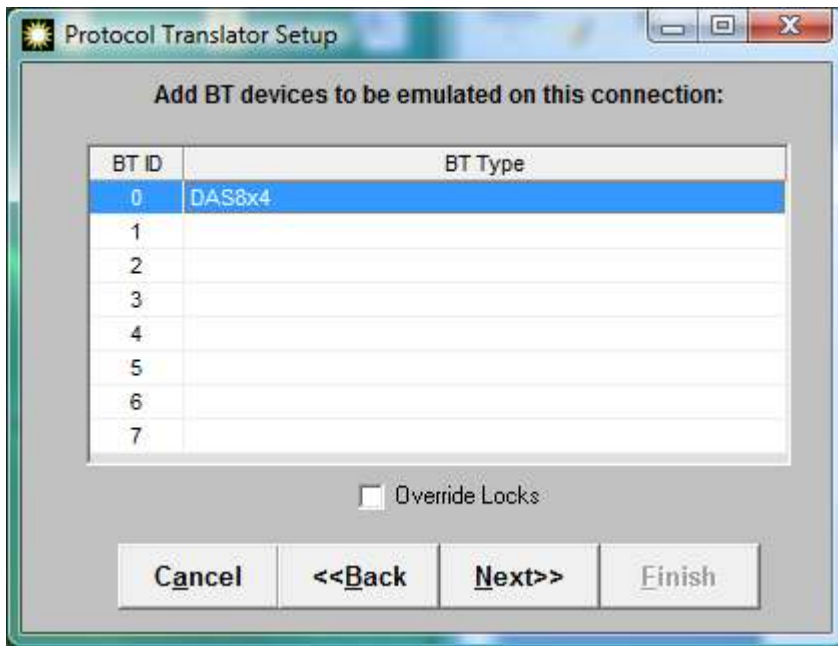 Protocol Translator Setup
Add BT devices to be emulated on this connection:
BT ID BT Type
0 DAS8x4
1
2
3
4
5
6
7
Override Locks
Cancel <<Back Next>> Finish